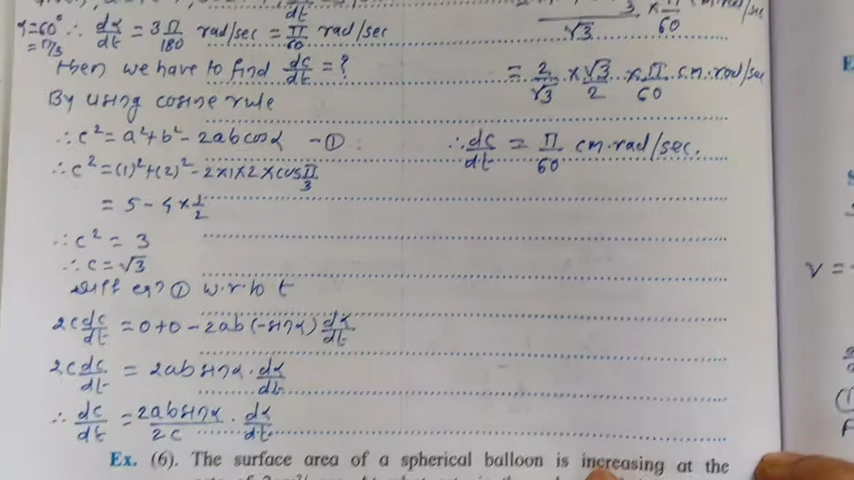 α=60° ∴ dα/dt = 3 π/180 rad/sec = π/60 rad/sec
= π/3
then we have to find dc/dt = ?
By using cosine rule
∴ c² = a²+b² - 2ab cosα - ①
∴ c² = (1)²+(2)² - 2×1×2×cos π/3
= 5 - 4 × 1/2
∴ c² = 3
∴ c = √3
Diff eqⁿ ① w.r.to t
2c dc/dt = 0+0 - 2ab(-sinα) dα/dt
2c dc/dt = 2ab sinα · dα/dt
∴ dc/dt = 2ab sinα/2c · dα/dt
= 2/√3 × √3/2 × π/60 cm·rad/sec
∴ dc/dt = π/60 cm·rad/sec.
Ex. (6). The surface area of a spherical balloon is increasing at the
V =